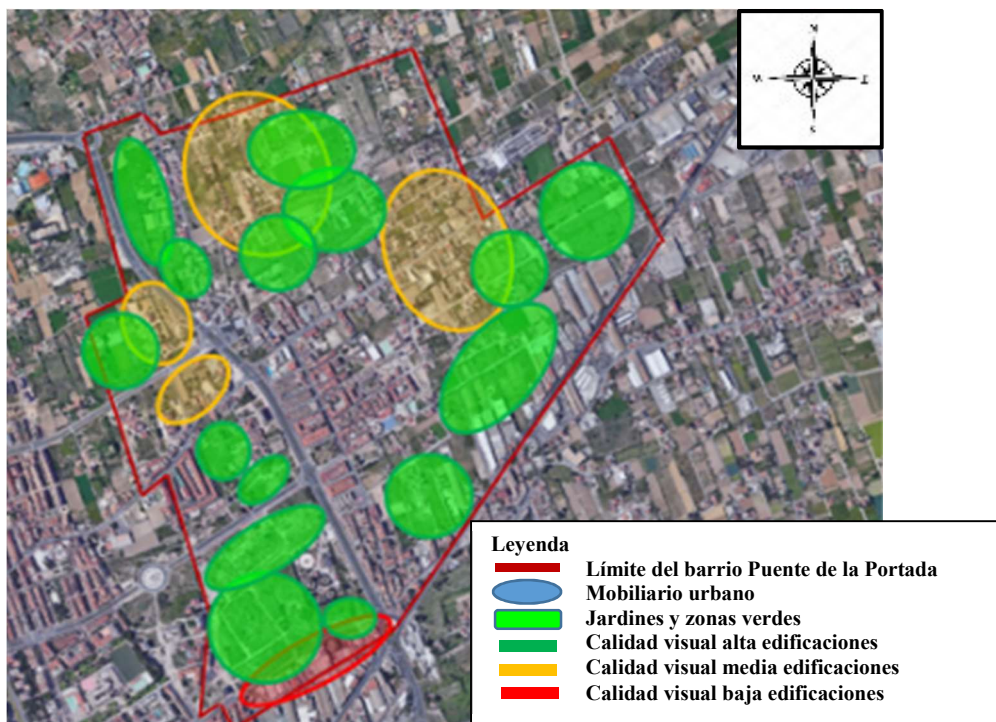 N
W
S
Leyenda
Límite del barrio Puente de la Portada
Mobiliario urbano
Jardines y zonas verdes
Calidad visual alta edificaciones
Calidad visual media edificaciones
Calidad visual baja edificaciones